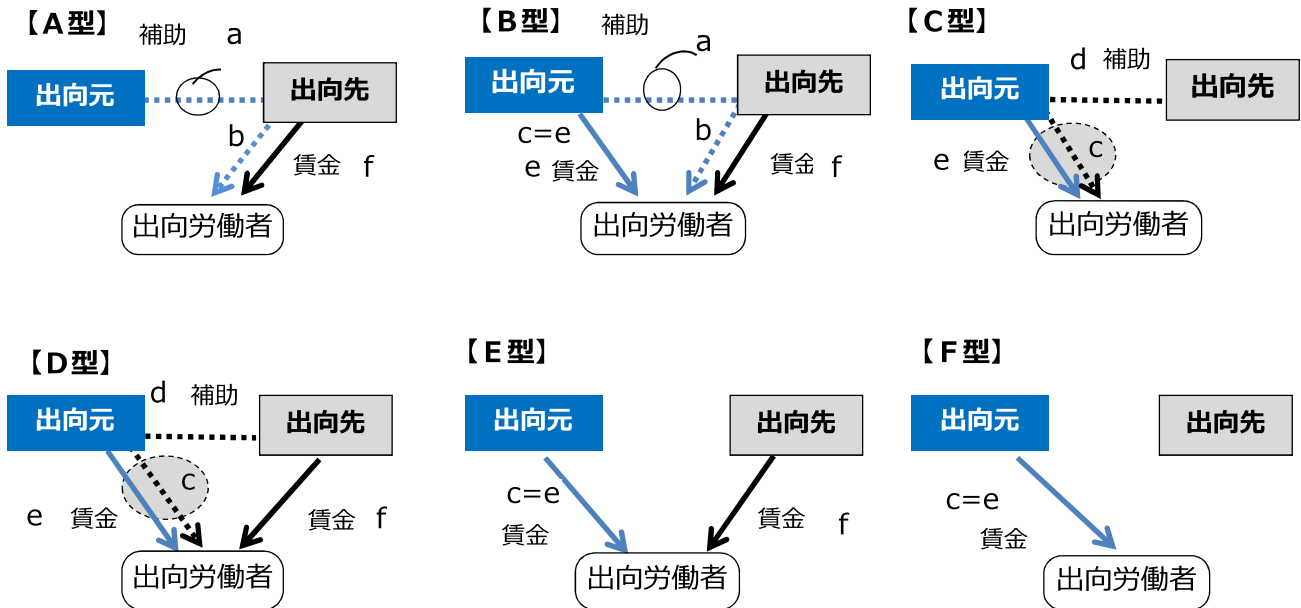 【A型】
補助 a
出向元
出向先
b
賃金 f
出向労働者
【B型】
補助
a
出向元
出向先
c=e
b
e 賃金
賃金 f
出向労働者
【C型】
d 補助
出向元
出向先
c
e 賃金
出向労働者
【D型】
d 補助
出向元
出向先
c
e 賃金
賃金 f
出向労働者
【E型】
出向元
出向先
c=e
賃金
賃金 f
出向労働者
【F型】
出向元
出向先
c=e
賃金
出向労働者